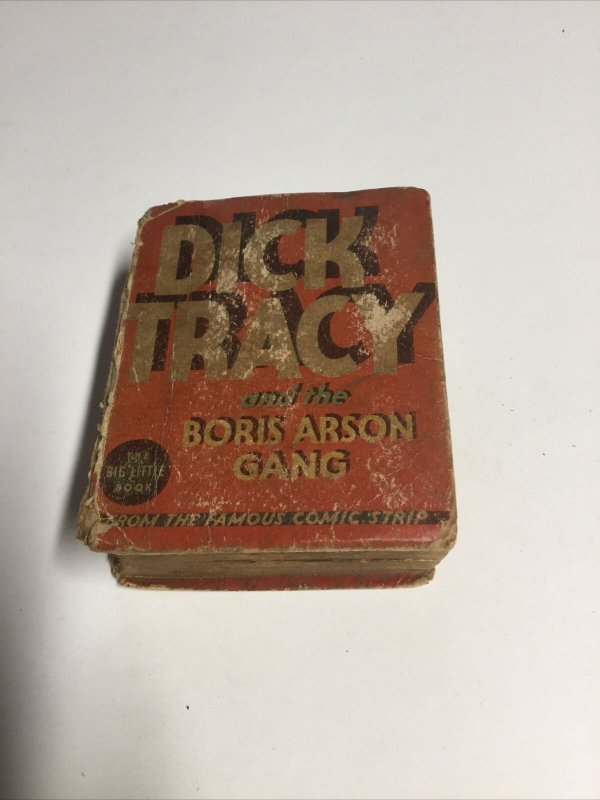 DICK
TRACY
and the
BORIS ARSON
GANG
THE
BIG LITTLE
BOOK
FROM THE FAMOUS COMIC STRIP